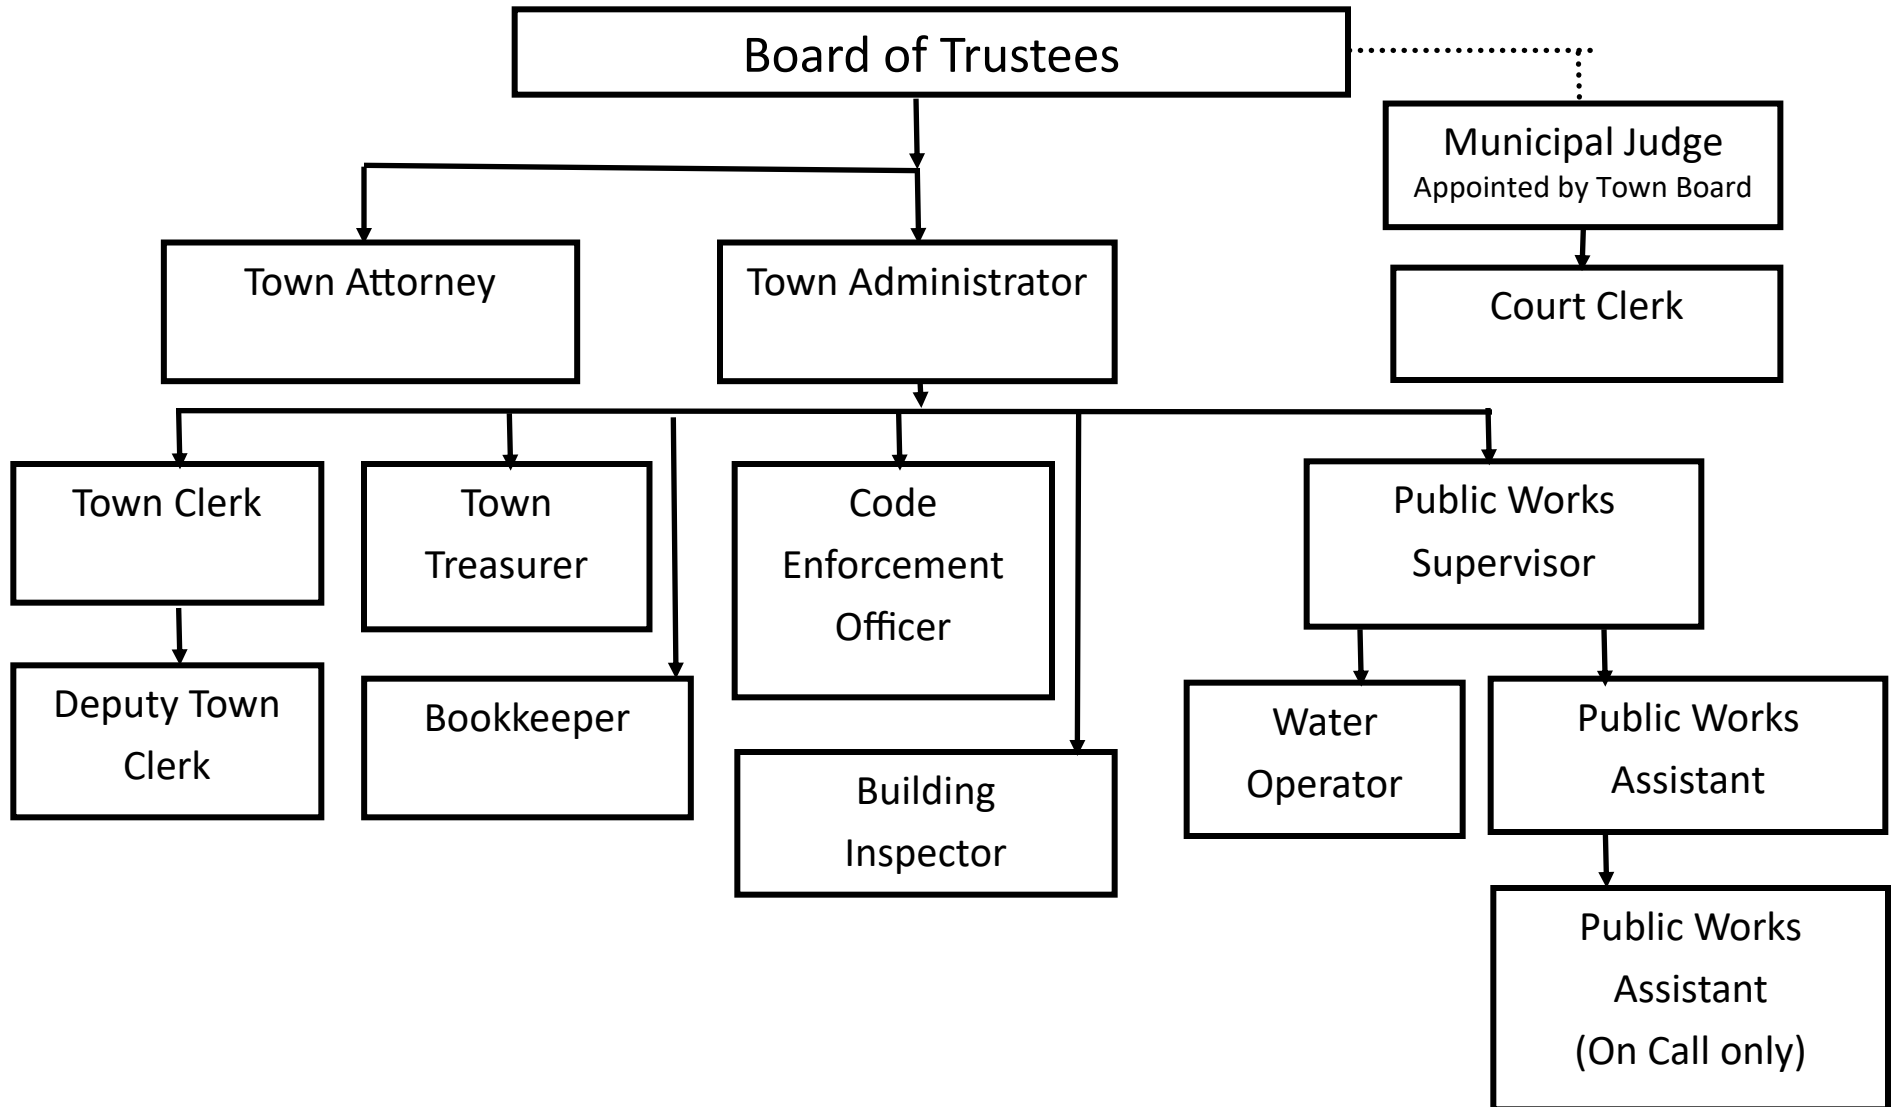 Board of Trustees
Municipal Judge
Appointed by Town Board
Town Attorney
Town Administrator
Court Clerk
Town Clerk
Town
Treasurer
Code
Enforcement
Officer
Public Works
Supervisor
Deputy Town
Clerk
Bookkeeper
Building
Inspector
Water
Operator
Public Works
Assistant
Public Works
Assistant
(On Call only)